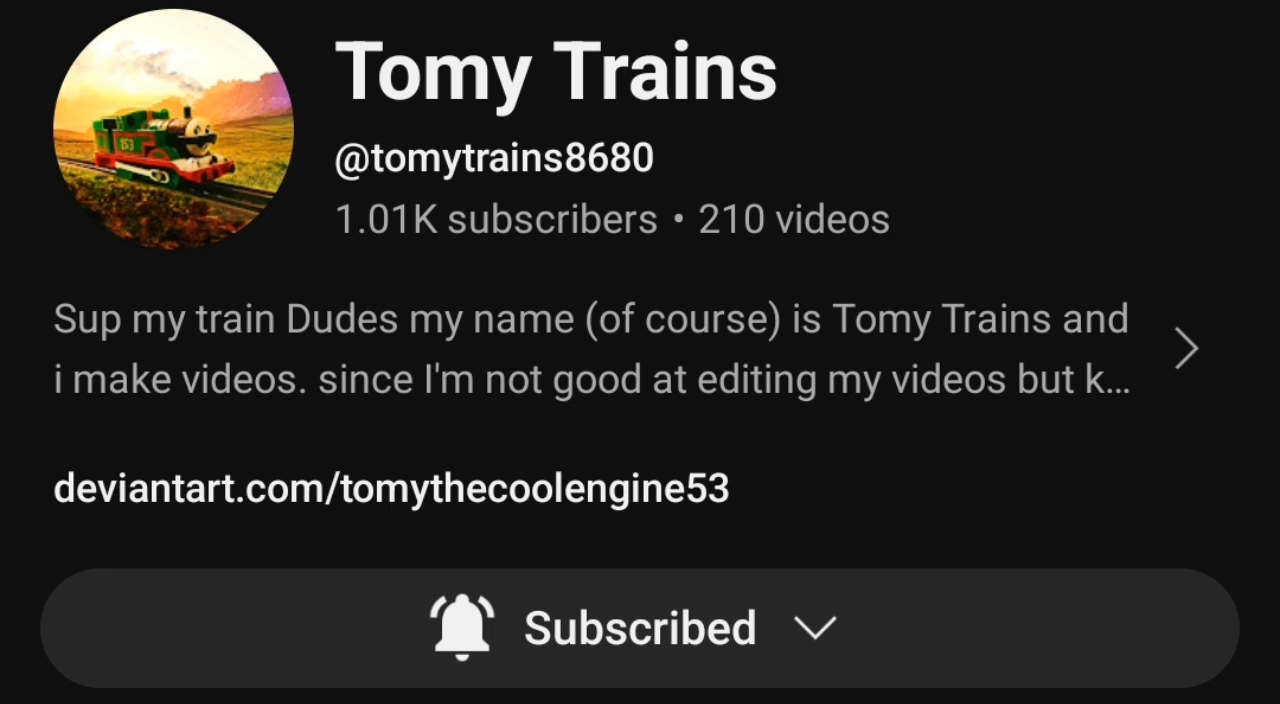 Tomy Trains
@tomytrains8680
1.01K subscribers • 210 videos
Sup my train Dudes my name (of course) is Tomy Trains and
i make videos. since I'm not good at editing my videos but k...
deviantart.com/tomythecoolengine53
Subscribed